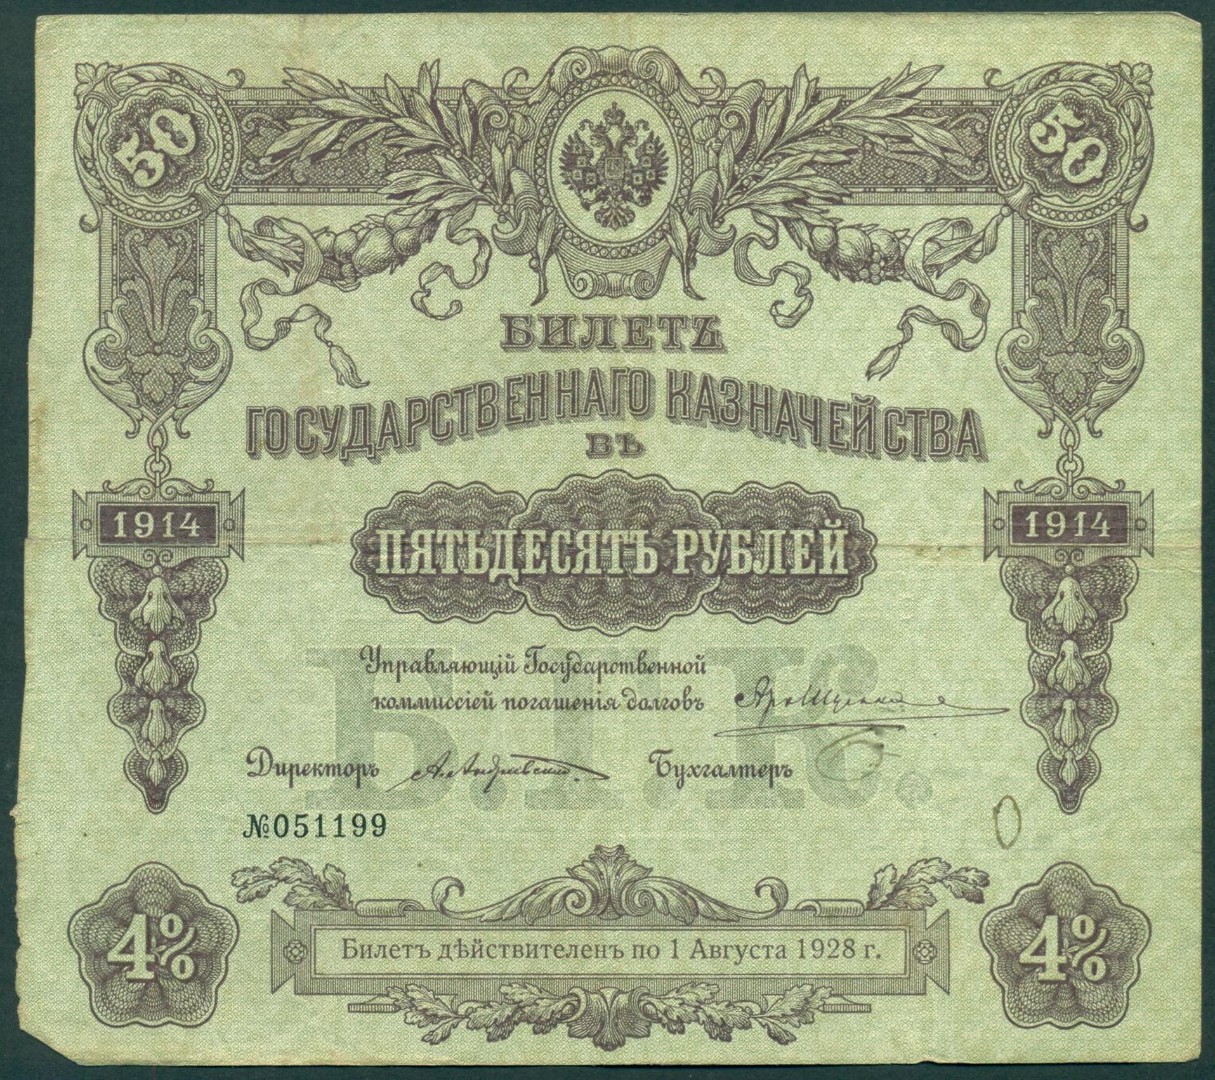 50 50
БИЛЕТЪ
ГОСУДАРСТВЕННАГО КАЗНАЧЕЙСТВА
ВЪ
1914 1914
ПЯТЬДЕСЯТЪ РУБЛЕЙ
Управляющій Государственной
коммиссіей погашенія долговъ
Директоръ Бухгалтеръ
№051199
4% 4%
Билетъ дѣйствителенъ по 1 Августа 1928 г.